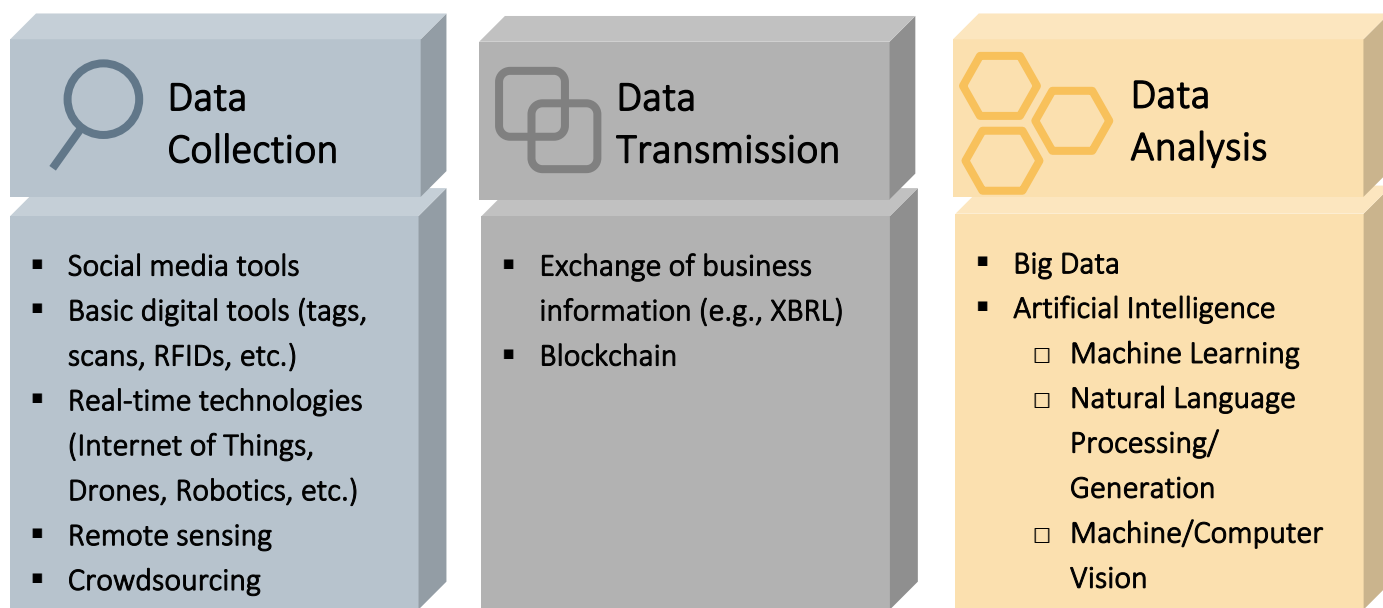 Data
Collection
▪ Social media tools
▪ Basic digital tools (tags,
scans, RFIDs, etc.)
▪ Real-time technologies
(Internet of Things,
Drones, Robotics, etc.)
▪ Remote sensing
▪ Crowdsourcing
Data
Transmission
▪ Exchange of business
information (e.g., XBRL)
▪ Blockchain
Data
Analysis
▪ Big Data
▪ Artificial Intelligence
□ Machine Learning
□ Natural Language
Processing/
Generation
□ Machine/Computer
Vision